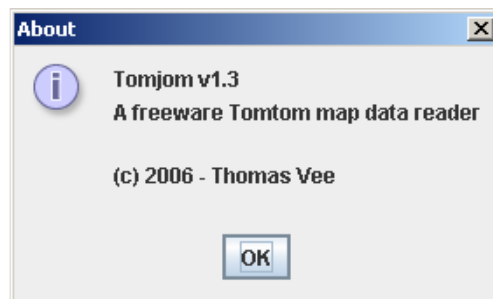 About
Tomjom v1.3
A freeware Tomtom map data reader
(c) 2006 - Thomas Vee
OK